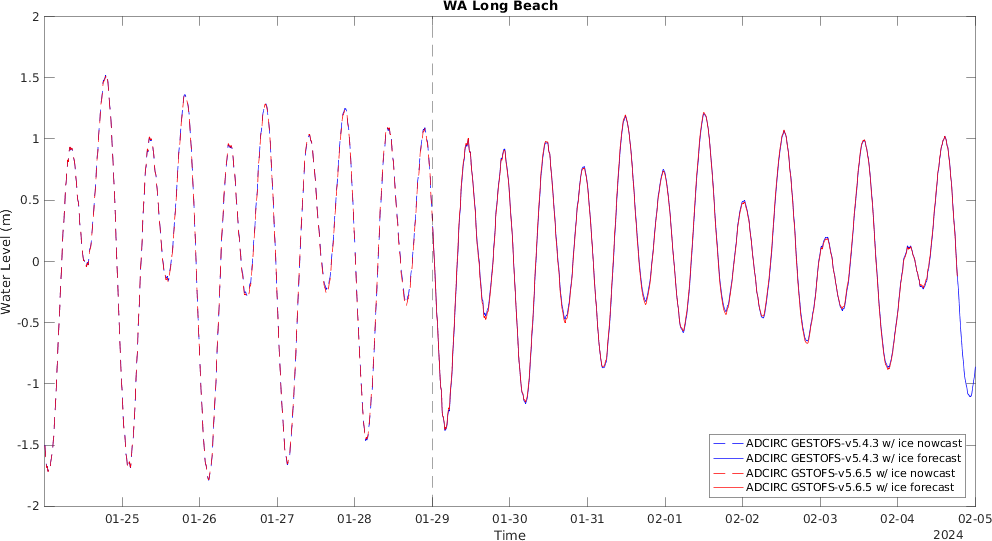 WA Long Beach
2
1.5
1
0.5
0
-0.5
-1
-1.5
-2
Water Level (m)
01-25 01-26 01-27 01-28 01-29 01-30 01-31 02-01 02-02 02-03 02-04 02-05
Time
2024
ADCIRC GESTOFS-v5.4.3 w/ ice nowcast
ADCIRC GESTOFS-v5.4.3 w/ ice forecast
ADCIRC GSTOFS-v5.6.5 w/ ice nowcast
ADCIRC GSTOFS-v5.6.5 w/ ice forecast